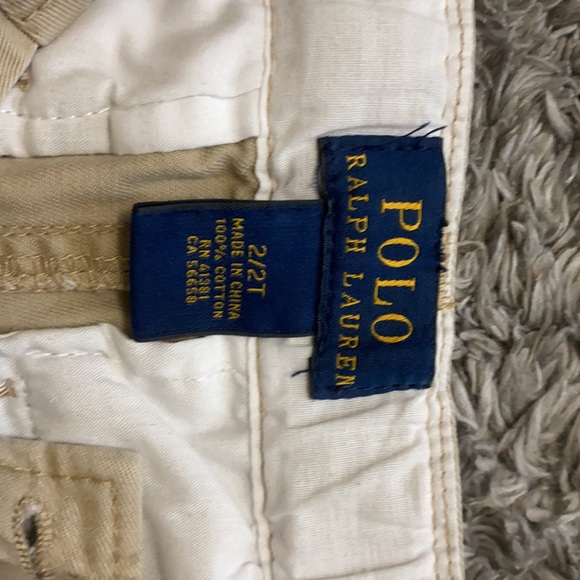 POLO
RALPH LAUREN
2/2T
MADE IN CHINA
100% COTTON
RN 41381
CA 56658